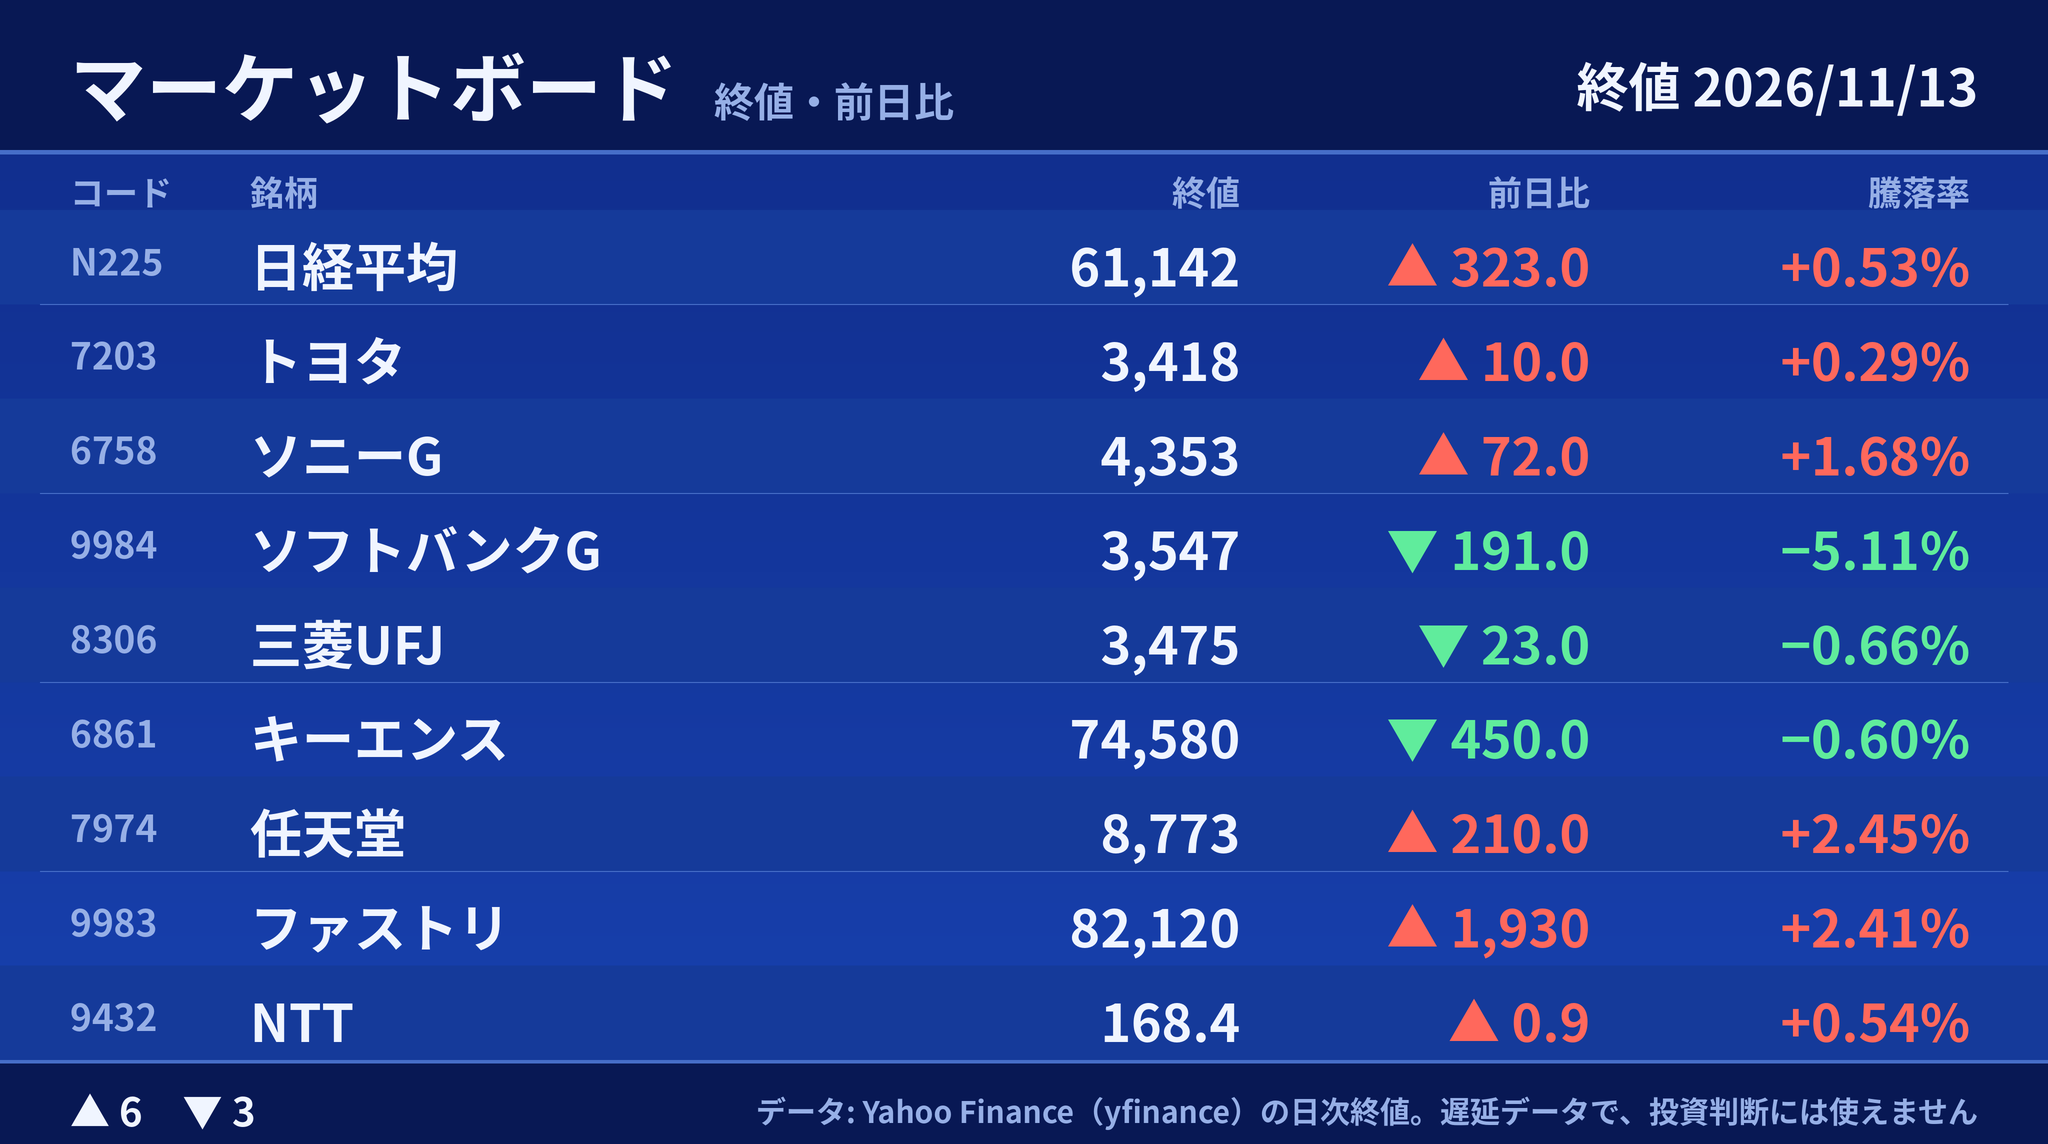 マーケットボード 終値・前日比 終値 2026/11/13
コード 銘柄 終値 前日比 騰落率
N225 日経平均 61,142 ▲ 323.0 +0.53%
7203 トヨタ 3,418 ▲ 10.0 +0.29%
6758 ソニーG 4,353 ▲ 72.0 +1.68%
9984 ソフトバンクG 3,547 ▼ 191.0 −5.11%
8306 三菱UFJ 3,475 ▼ 23.0 −0.66%
6861 キーエンス 74,580 ▼ 450.0 −0.60%
7974 任天堂 8,773 ▲ 210.0 +2.45%
9983 ファストリ 82,120 ▲ 1,930 +2.41%
9432 NTT 168.4 ▲ 0.9 +0.54%
▲ 6 ▼ 3 データ: Yahoo Finance（yfinance）の日次終値。遅延データで、投資判断には使えません